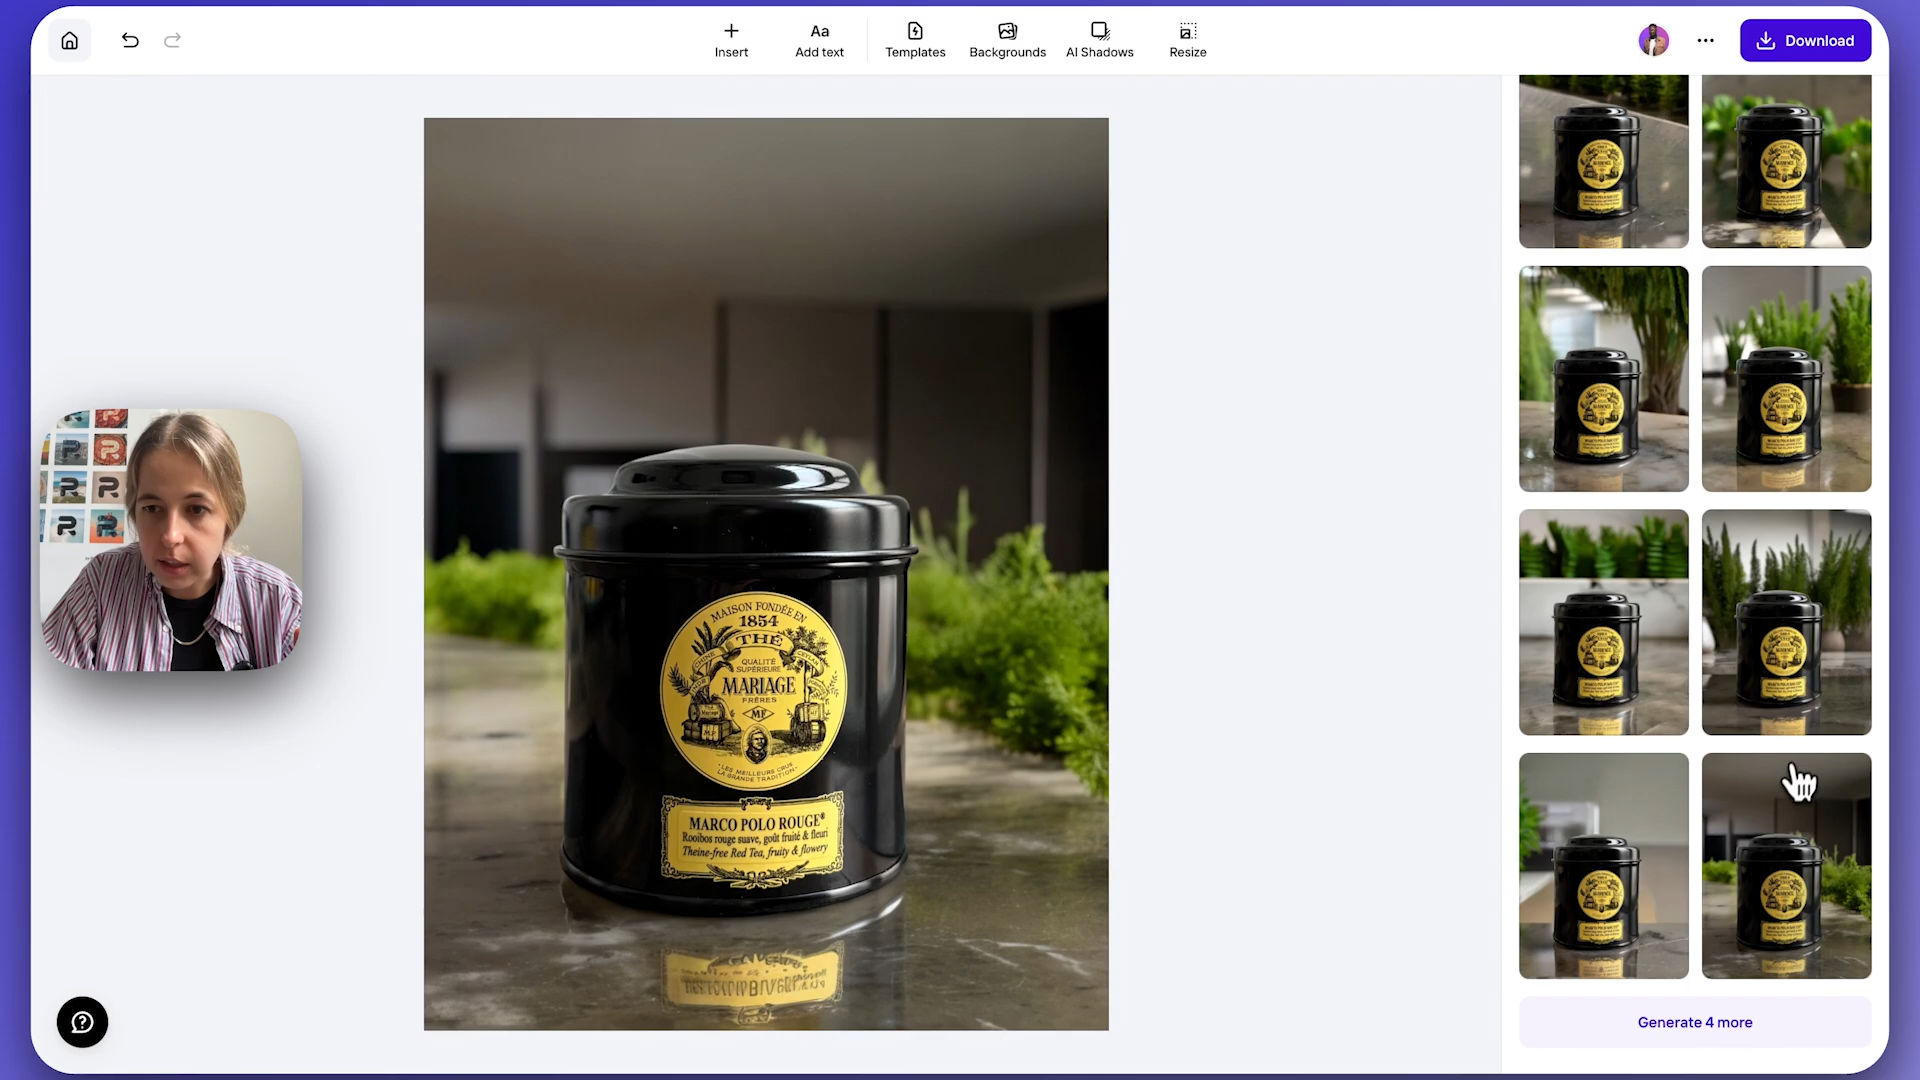 Insert
Aa
Add text
Templates
Backgrounds
AI Shadows
Resize
Download
MAISON FONDÉE EN
1854
THÉ
CHINE
CEYLAN
QUALITÉ
SUPÉRIEURE
MARIAGE
FRÈRES
MF
"LES MEILLEURS CRUS
LA GRANDE TRADITION"
MARCO POLO ROUGE®
Rooibos rouge suave, goût fruité & fleuri
Theine-free Red Tea, fruity & flowery
Generate 4 more